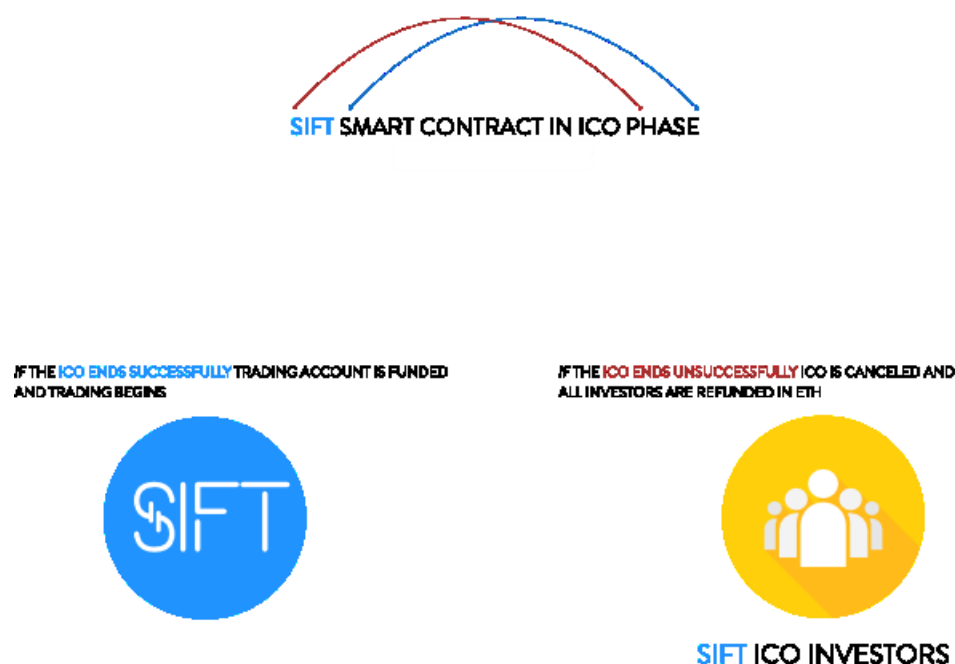 SIFT SMART CONTRACT IN ICO PHASE
IF THE ICO ENDS SUCCESSFULLY TRADING ACCOUNT IS FUNDED
AND TRADING BEGINS
IF THE ICO ENDS UNSUCCESSFULLY ICO IS CANCELED AND
ALL INVESTORS ARE REFUNDED IN ETH
SIFT
SIFT ICO INVESTORS